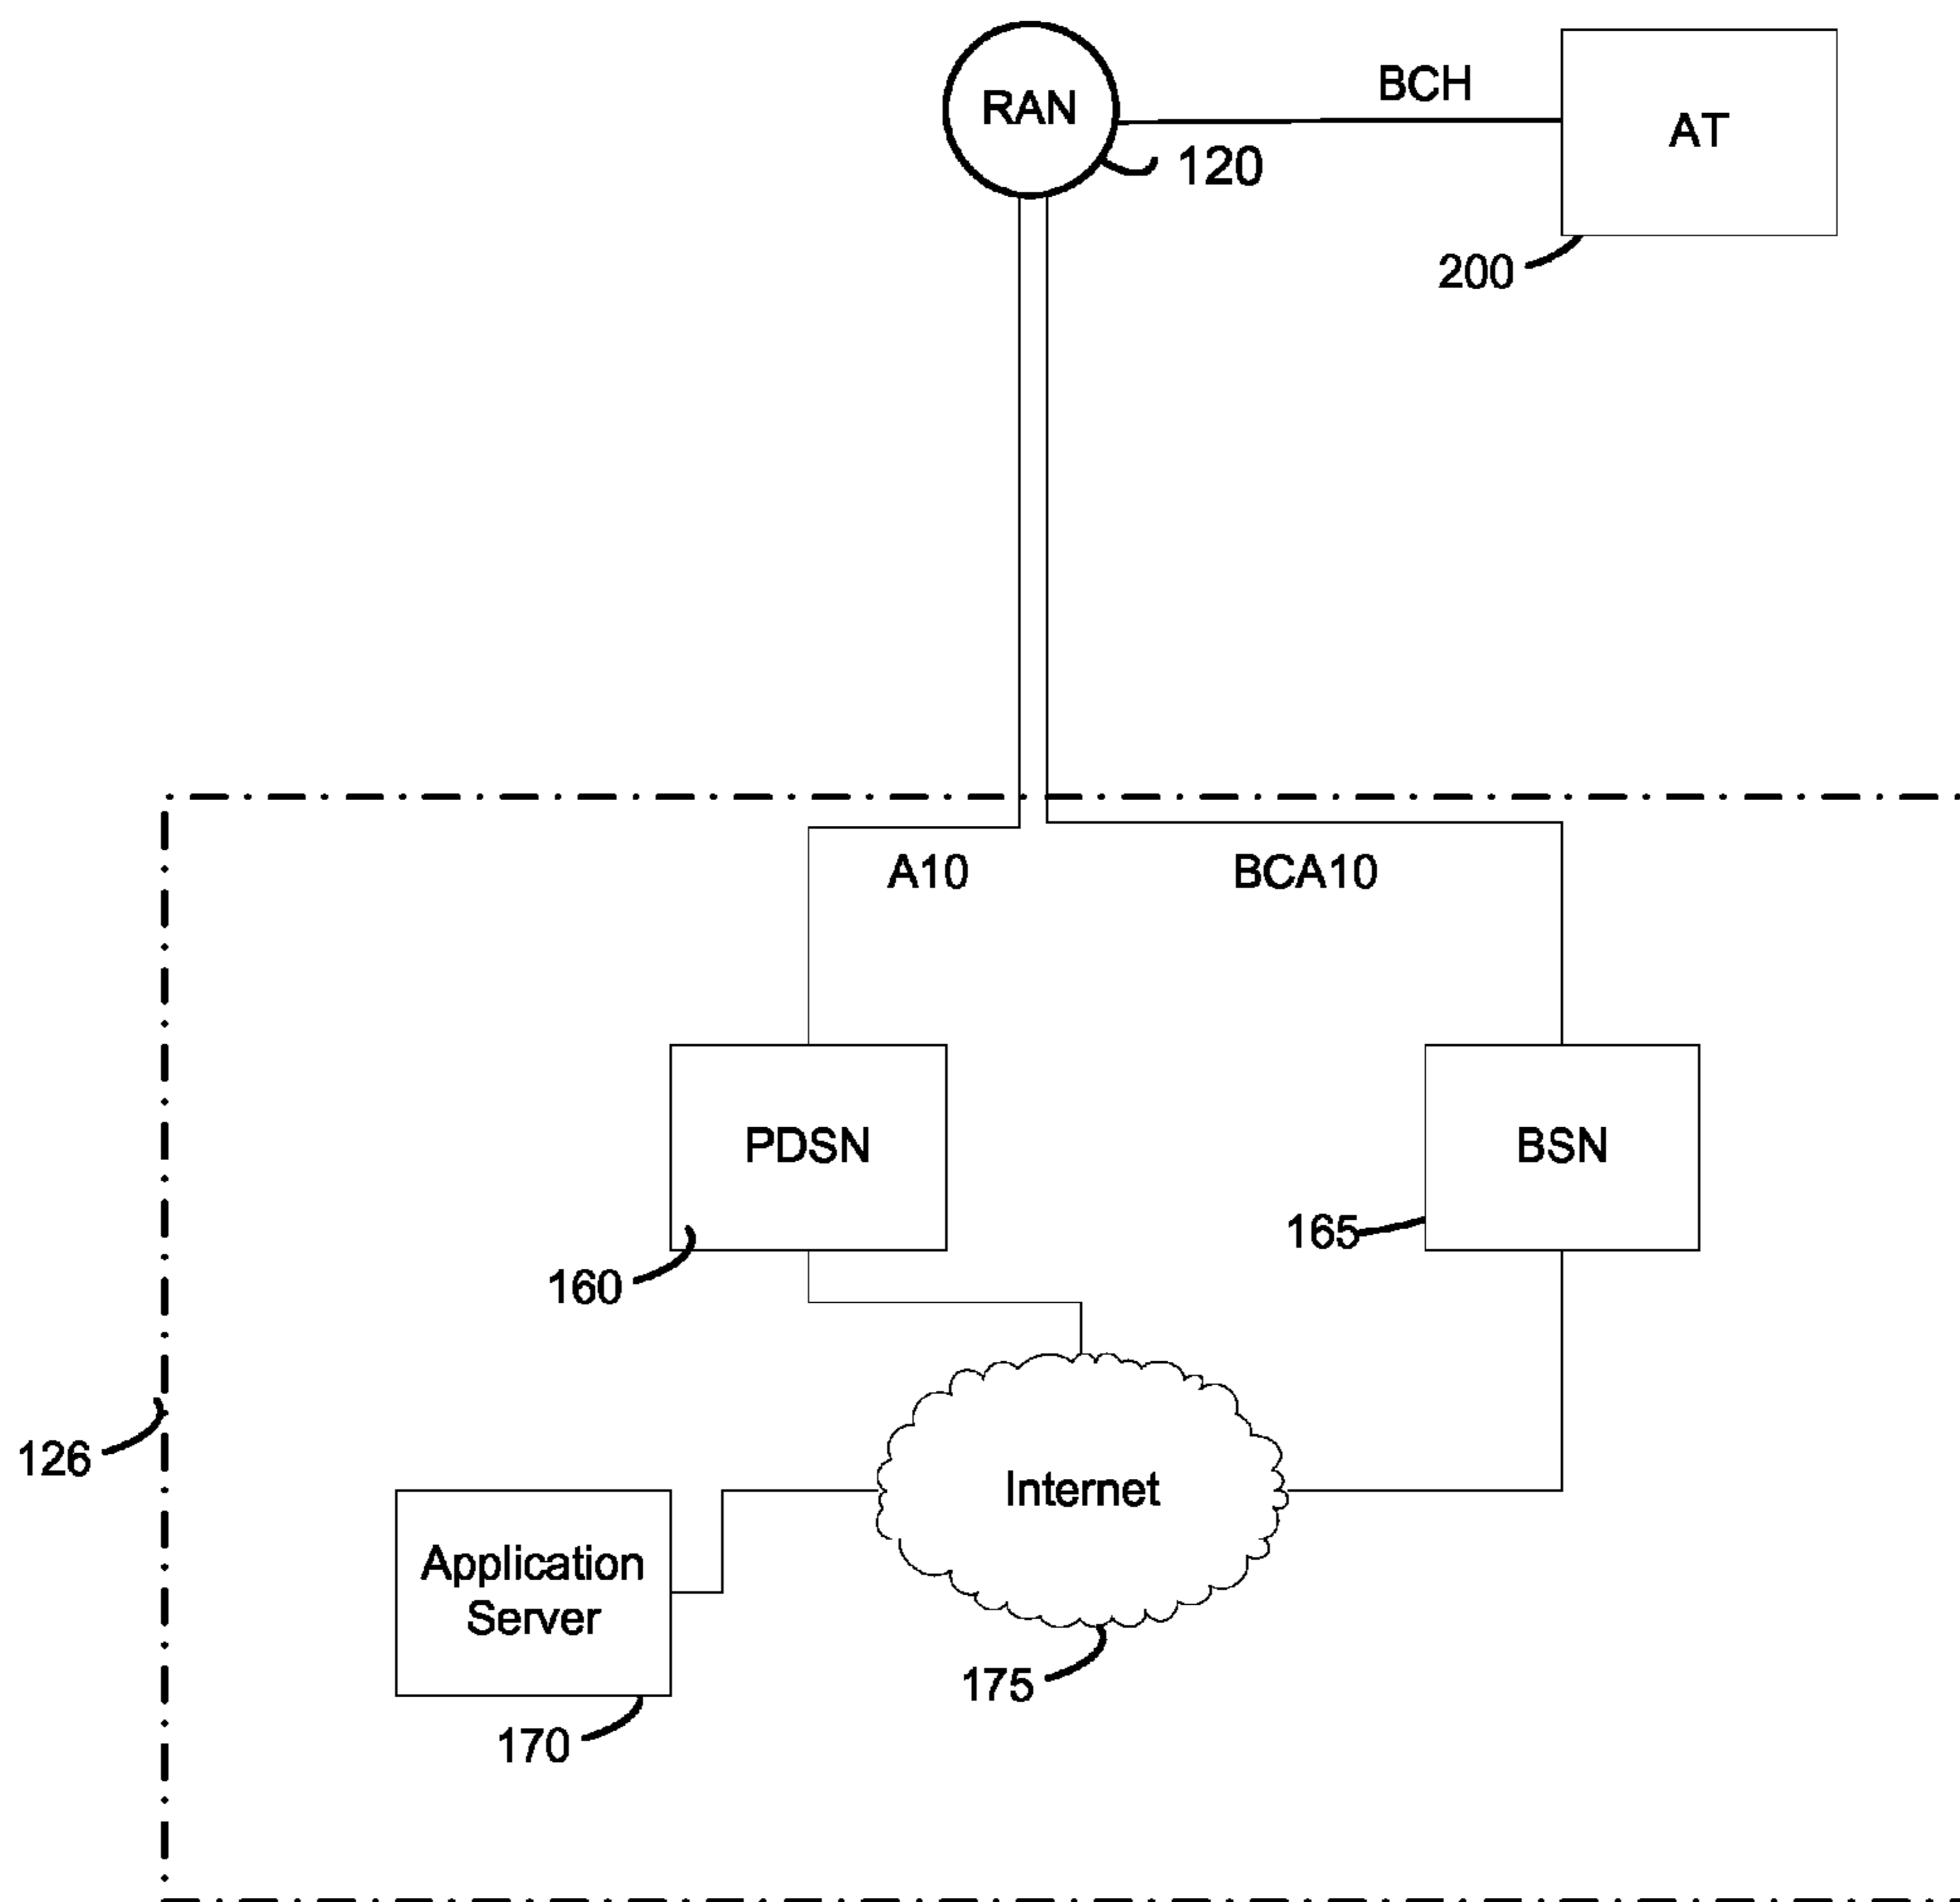 RAN
BCH
AT
120
200
A10
BCA10
PDSN
BSN
165
160
126
Internet
Application
Server
175
170